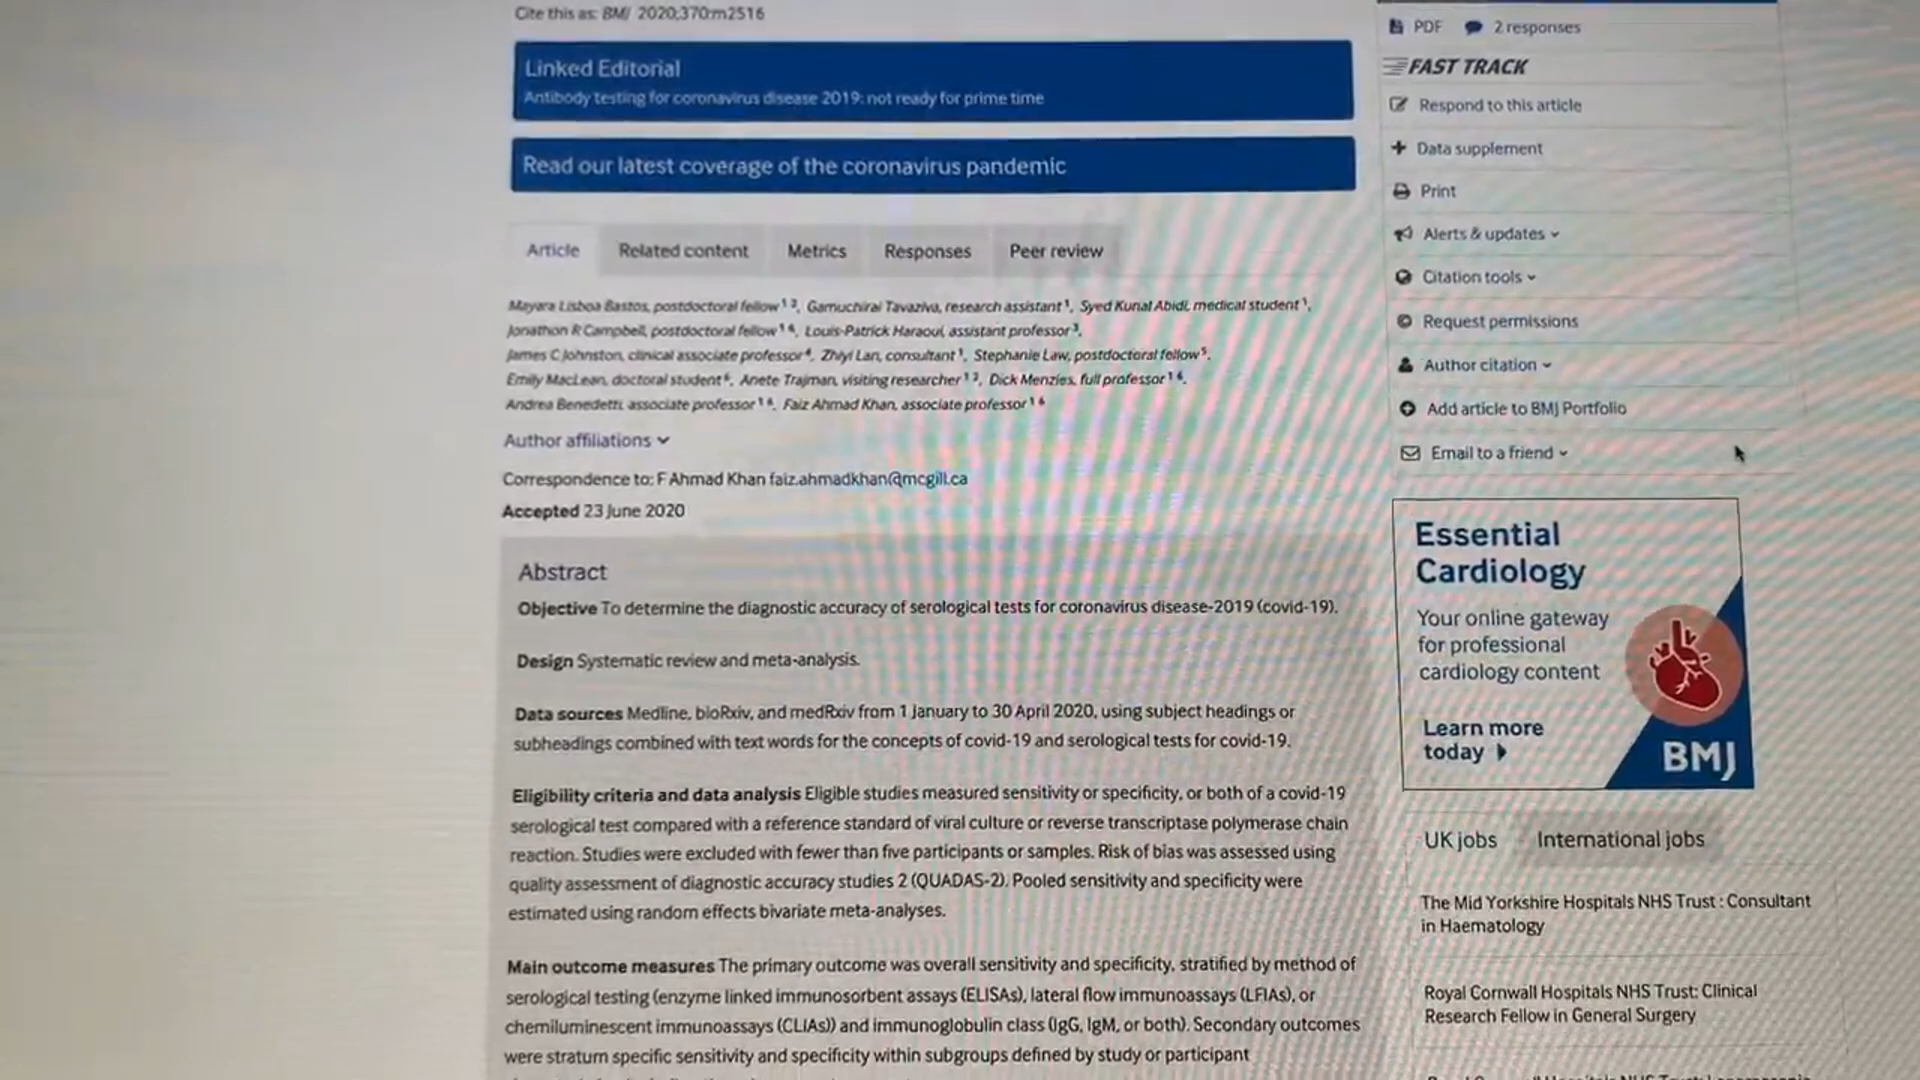 Cite this as: BMJ 2020;370:m2516
Linked Editorial
Antibody testing for coronavirus disease 2019: not ready for prime time
Read our latest coverage of the coronavirus pandemic
Article Related content Metrics Responses Peer review
Mayara Lisboa Bastos, postdoctoral fellow 1 2, Gamuchirai Tavaziva, research assistant 1, Syed Kunal Abidi, medical student 1,
Jonathon R Campbell, postdoctoral fellow 1 4, Louis-Patrick Haraoui, assistant professor 3,
James C Johnston, clinical associate professor 4, Zhiyi Lan, consultant 1, Stephanie Law, postdoctoral fellow 5,
Emily MacLean, doctoral student 6, Anete Trajman, visiting researcher 1 2, Dick Menzies, full professor 1 6,
Andrea Benedetti, associate professor 1 6, Faiz Ahmad Khan, associate professor 1 6
Author affiliations
Correspondence to: F Ahmad Khan faiz.ahmadkhan@mcgill.ca
Accepted 23 June 2020
Abstract
Objective To determine the diagnostic accuracy of serological tests for coronavirus disease-2019 (covid-19).
Design Systematic review and meta-analysis.
Data sources Medline, bioRxiv, and medRxiv from 1 January to 30 April 2020, using subject headings or
subheadings combined with text words for the concepts of covid-19 and serological tests for covid-19.
Eligibility criteria and data analysis Eligible studies measured sensitivity or specificity, or both of a covid-19
serological test compared with a reference standard of viral culture or reverse transcriptase polymerase chain
reaction. Studies were excluded with fewer than five participants or samples. Risk of bias was assessed using
quality assessment of diagnostic accuracy studies 2 (QUADAS-2). Pooled sensitivity and specificity were
estimated using random effects bivariate meta-analyses.
Main outcome measures The primary outcome was overall sensitivity and specificity, stratified by method of
serological testing (enzyme linked immunosorbent assays (ELISAs), lateral flow immunoassays (LFIAs), or
chemiluminescent immunoassays (CLIAs)) and immunoglobulin class (IgG, IgM, or both). Secondary outcomes
were stratum specific sensitivity and specificity within subgroups defined by study or participant
PDF 2 responses
FAST TRACK
Respond to this article
Data supplement
Print
Alerts & updates
Citation tools
Request permissions
Author citation
Add article to BMJ Portfolio
Email to a friend
Essential
Cardiology
Your online gateway
for professional
cardiology content
Learn more
today
BMJ
UK jobs International jobs
The Mid Yorkshire Hospitals NHS Trust : Consultant
in Haematology
Royal Cornwall Hospitals NHS Trust: Clinical
Research Fellow in General Surgery